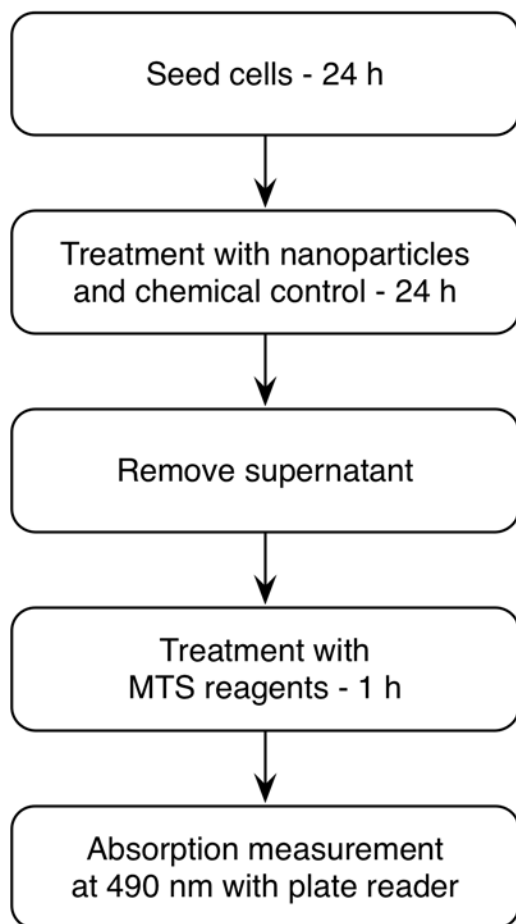 Seed cells - 24 h
Treatment with nanoparticles
and chemical control - 24 h
Remove supernatant
Treatment with
MTS reagents - 1 h
Absorption measurement
at 490 nm with plate reader